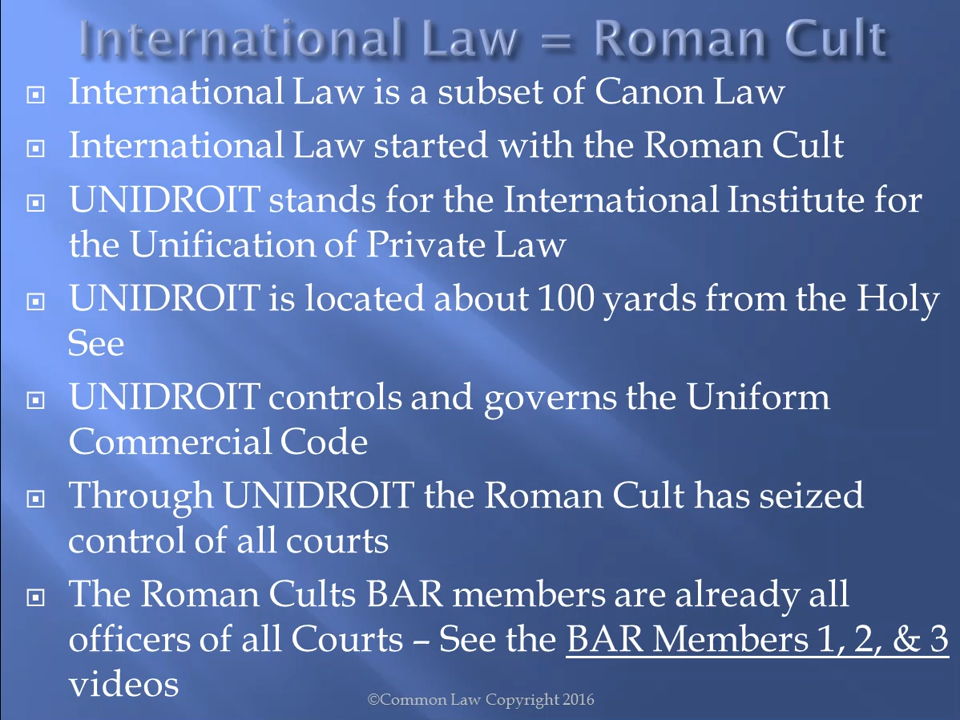 International Law = Roman Cult
International Law is a subset of Canon Law
International Law started with the Roman Cult
UNIDROIT stands for the International Institute for
the Unification of Private Law
UNIDROIT is located about 100 yards from the Holy
See
UNIDROIT controls and governs the Uniform
Commercial Code
Through UNIDROIT the Roman Cult has seized
control of all courts
The Roman Cults BAR members are already all
officers of all Courts – See the BAR Members 1, 2, & 3
videos
©Common Law Copyright 2016